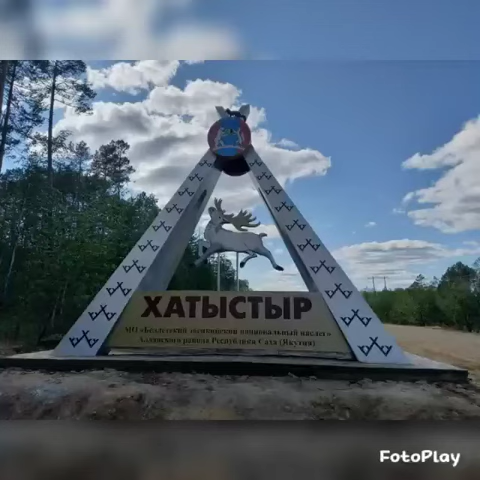 ХАТЫСТЫР
МО «Беллетский эвенкийский национальный наслег»
Алданского района Республики Саха (Якутия)
FotoPlay